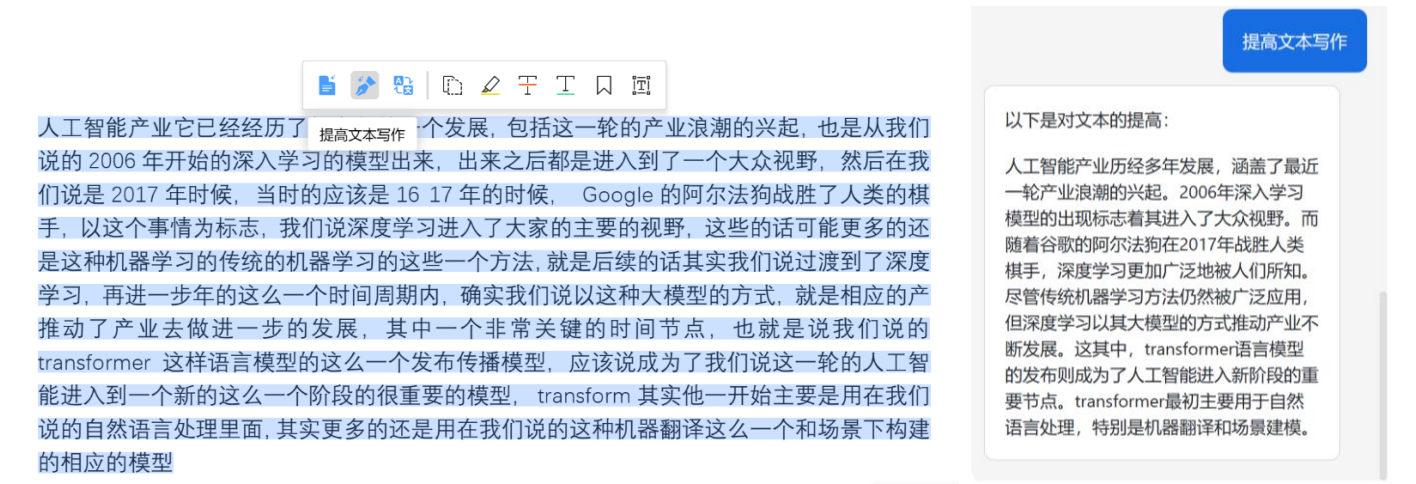 提高文本写作
人工智能产业它已经经历了一个发展, 包括这一轮的产业浪潮的兴起, 也是从我们
提高文本写作
说的 2006 年开始的深入学习的模型出来, 出来之后都是进入到了一个大众视野, 然后在我
们说是 2017 年时候, 当时的应该是 16 17 年的时候, Google 的阿尔法狗战胜了人类的棋
手, 以这个事情为标志, 我们说深度学习进入了大家的主要的视野, 这些的话可能更多的还
是这种机器学习的传统的机器学习的这些一个方法, 就是后续的话其实我们说过渡到了深度
学习, 再进一步年的这么一个时间周期内, 确实我们说以这种大模型的方式, 就是相应的产
推动了产业去做进一步的发展, 其中一个非常关键的时间节点, 也就是说我们说的
transformer 这样语言模型的这么一个发布传播模型, 应该说成为了我们说这一轮的人工智
能进入到一个新的这么一个阶段的很重要的模型, transform 其实他一开始主要是用在我们
说的自然语言处理里面, 其实更多的还是用在我们说的这种机器翻译这么一个和场景下构建
的相应的模型
以下是对文本的提高：
人工智能产业历经多年发展，涵盖了最近
一轮产业浪潮的兴起。2006年深入学习
模型的出现标志着其进入了大众视野。而
随着谷歌的阿尔法狗在2017年战胜人类
棋手，深度学习更加广泛地被人们所知。
尽管传统机器学习方法仍然被广泛应用，
但深度学习以其大模型的方式推动产业不
断发展。这其中，transformer语言模型
的发布则成为了人工智能进入新阶段的重
要节点。transformer最初主要用于自然
语言处理，特别是机器翻译和场景建模。